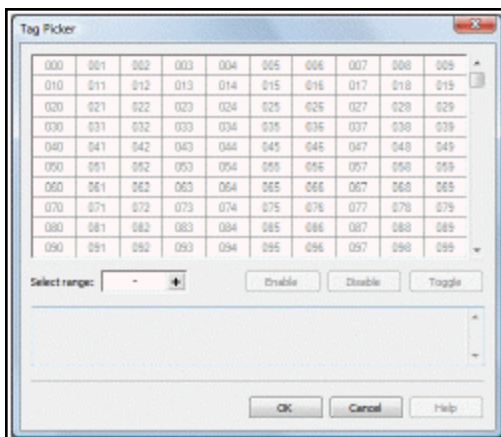 Tag Picker
000 001 002 003 004 005 006 007 008 009
010 011 012 013 014 015 016 017 018 019
020 021 022 023 024 025 026 027 028 029
030 031 032 033 034 035 036 037 038 039
040 041 042 043 044 045 046 047 048 049
050 051 052 053 054 055 056 057 058 059
060 061 062 063 064 065 066 067 068 069
070 071 072 073 074 075 076 077 078 079
080 081 082 083 084 085 086 087 088 089
090 091 092 093 094 095 096 097 098 099
Select range: - + Enable Disable Toggle
OK Cancel Help